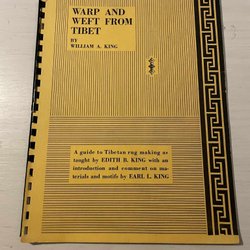 WARP AND
WEFT FROM
TIBET
BY
WILLIAM A. KING
A guide to Tibetan rug making as
taught by EDITH B. KING with an
introduction and comment on ma-
terials and motifs by EARL L. KING